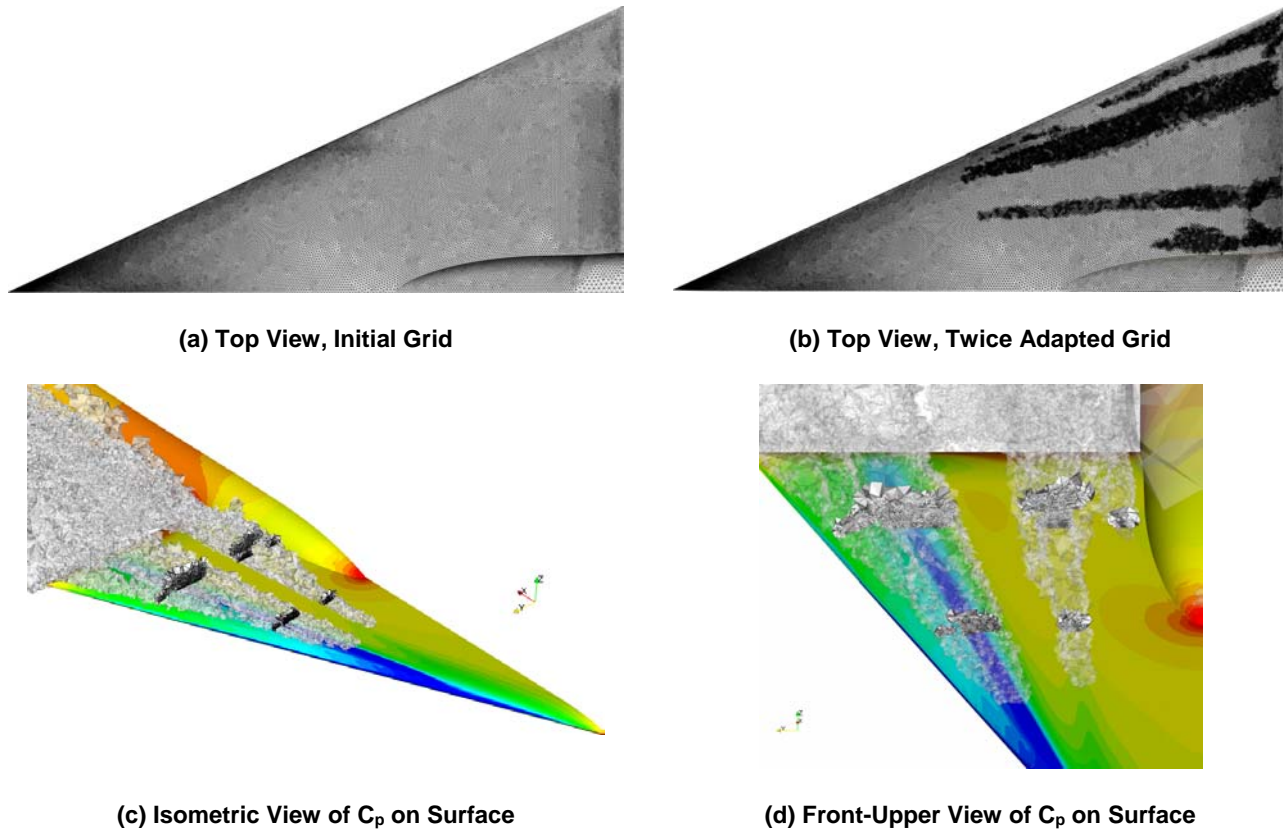 (a) Top View, Initial Grid
(b) Top View, Twice Adapted Grid
(c) Isometric View of Cₚ on Surface
(d) Front-Upper View of Cₚ on Surface